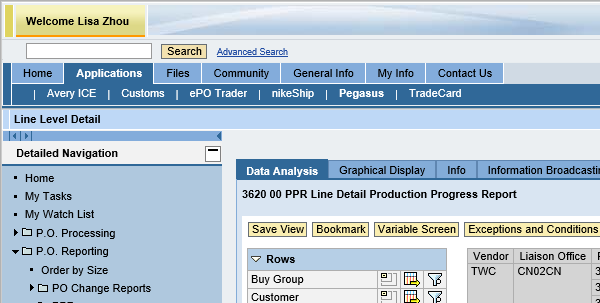 Welcome Lisa Zhou
Search Advanced Search
Home Applications Files Community General Info My Info Contact Us
| Avery ICE | Customs | ePO Trader | nikeShip | Pegasus | TradeCard
Line Level Detail
Detailed Navigation
Home
My Tasks
My Watch List
P.O. Processing
P.O. Reporting
Order by Size
PO Change Reports
Data Analysis Graphical Display Info Information Broadcasting
3620 00 PPR Line Detail Production Progress Report
Save View Bookmark Variable Screen Exceptions and Conditions
Rows
Buy Group
Customer
Vendor Liaison Office
TWC CN02CN